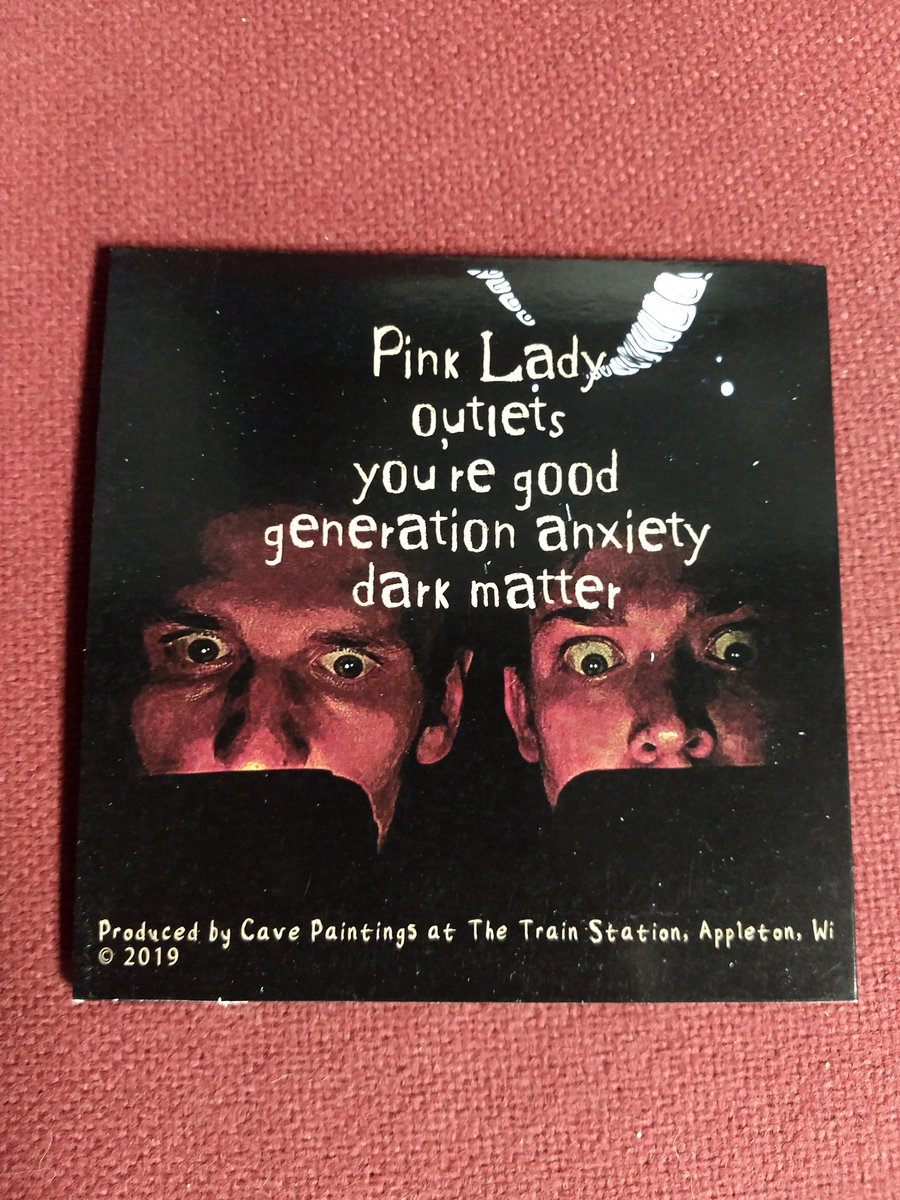 Pink Lady
outlets
you're good
generation anxiety
dark matter
Produced by Cave Paintings at The Train Station, Appleton, Wi
© 2019